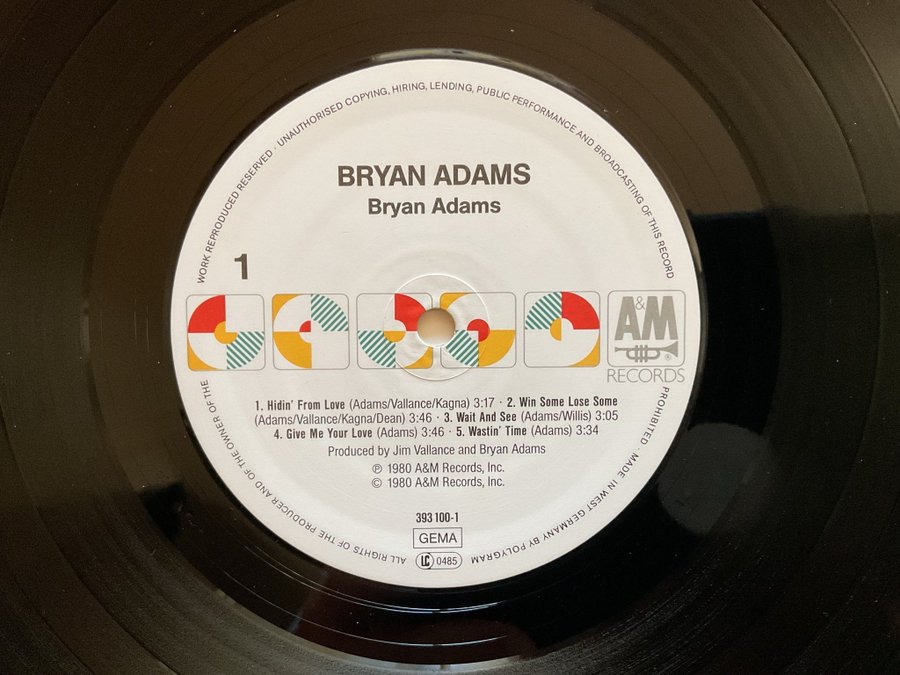 BRYAN ADAMS
Bryan Adams
1
A&M
®
RECORDS
1. Hidin' From Love (Adams/Vallance/Kagna) 3:17 · 2. Win Some Lose Some
(Adams/Vallance/Kagna/Dean) 3:46 · 3. Wait And See (Adams/Willis) 3:05
4. Give Me Your Love (Adams) 3:46 · 5. Wastin' Time (Adams) 3:34
Produced by Jim Vallance and Bryan Adams
℗ 1980 A&M Records, Inc.
© 1980 A&M Records, Inc.
393 100-1
GEMA
LC 0485
ALL RIGHTS OF THE PRODUCER AND OF THE OWNER OF THE WORK REPRODUCED RESERVED · UNAUTHORISED COPYING, HIRING, LENDING, PUBLIC PERFORMANCE AND BROADCASTING OF THIS RECORD PROHIBITED · MADE IN WEST GERMANY BY POLYGRAM